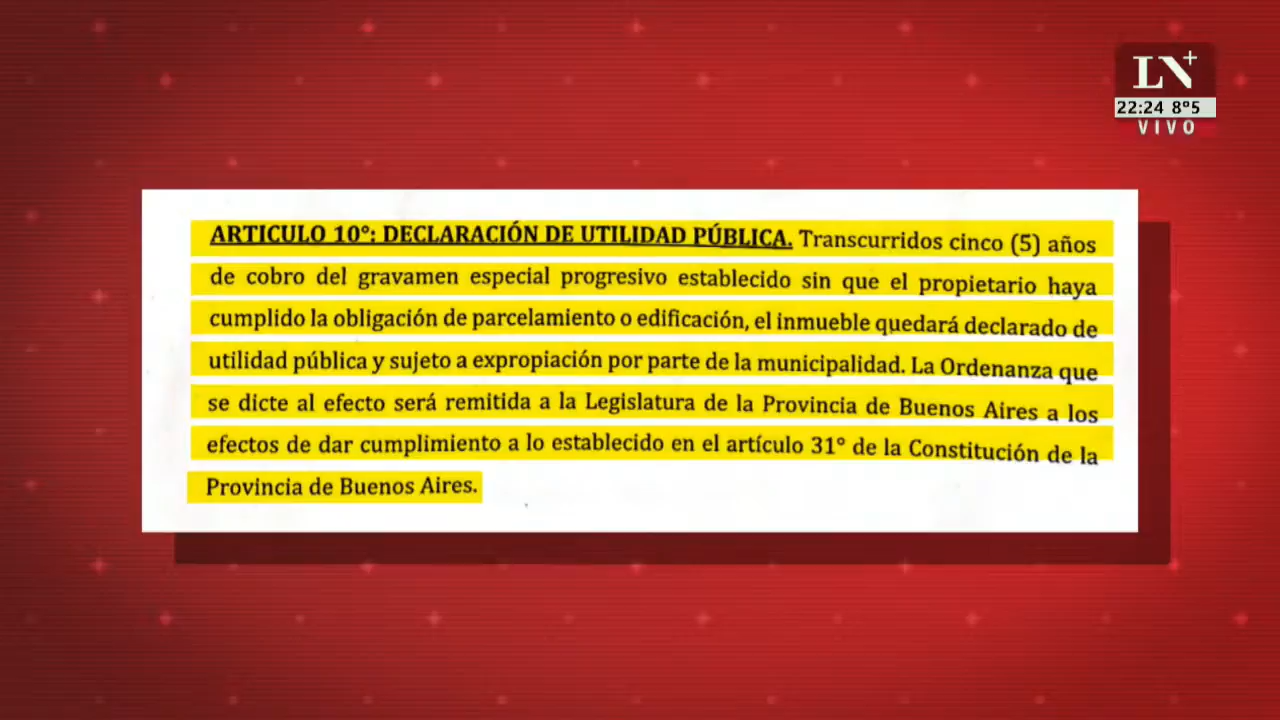 LN+
22:24 8°5
VIVO
ARTICULO 10°: DECLARACIÓN DE UTILIDAD PÚBLICA. Transcurridos cinco (5) años
de cobro del gravamen especial progresivo establecido sin que el propietario haya
cumplido la obligación de parcelamiento o edificación, el inmueble quedará declarado de
utilidad pública y sujeto a expropiación por parte de la municipalidad. La Ordenanza que
se dicte al efecto será remitida a la Legislatura de la Provincia de Buenos Aires a los
efectos de dar cumplimiento a lo establecido en el artículo 31° de la Constitución de la
Provincia de Buenos Aires.